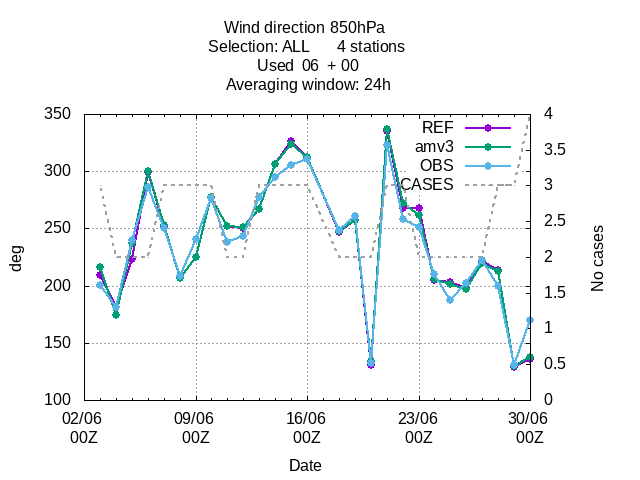 Wind direction 850hPa
Selection: ALL      4 stations
Used  06  + 00
Averaging window: 24h
350
300
250
200
150
100
deg
4
3.5
3
2.5
2
1.5
1
0.5
0
No cases
REF
amv3
OBS
CASES
02/06 09/06 16/06 23/06 30/06
00Z 00Z 00Z 00Z 00Z
Date